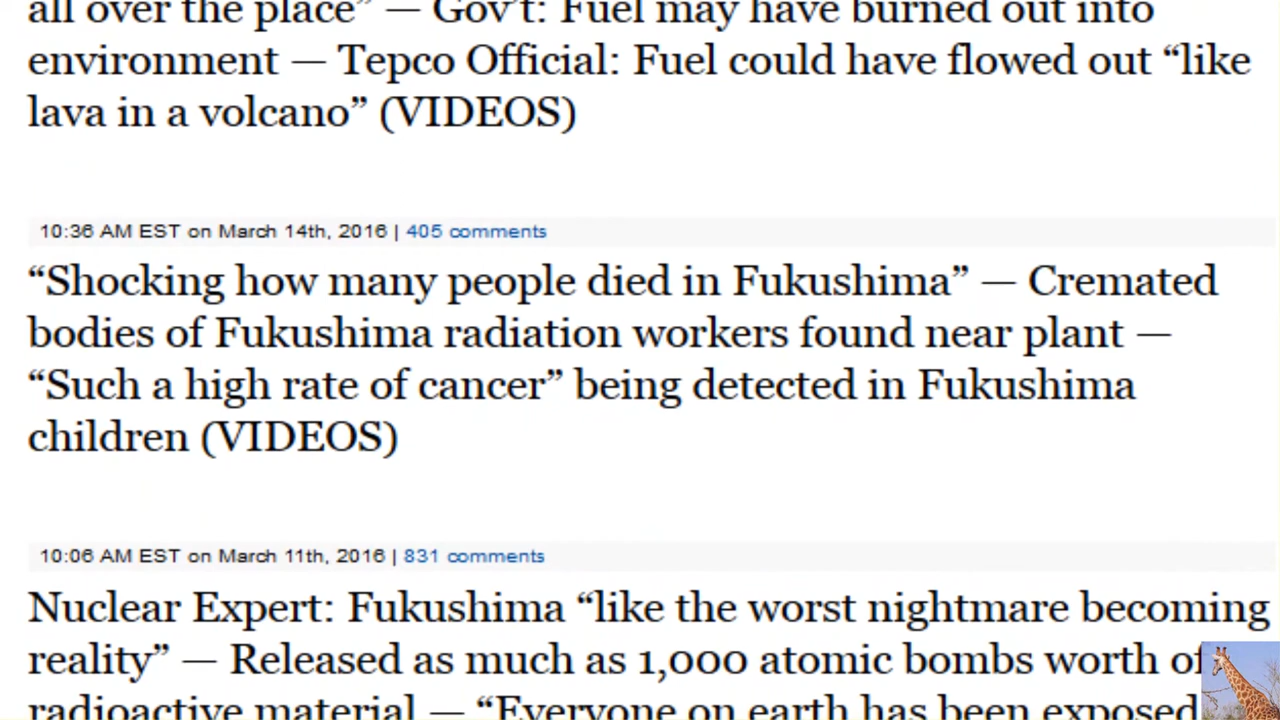 all over the place” — Gov’t: Fuel may have burned out into
environment — Tepco Official: Fuel could have flowed out “like
lava in a volcano” (VIDEOS)
10:36 AM EST on March 14th, 2016 | 405 comments
“Shocking how many people died in Fukushima” — Cremated
bodies of Fukushima radiation workers found near plant —
“Such a high rate of cancer” being detected in Fukushima
children (VIDEOS)
10:06 AM EST on March 11th, 2016 | 831 comments
Nuclear Expert: Fukushima “like the worst nightmare becoming
reality” — Released as much as 1,000 atomic bombs worth of
radioactive material — “Everyone on earth has been exposed